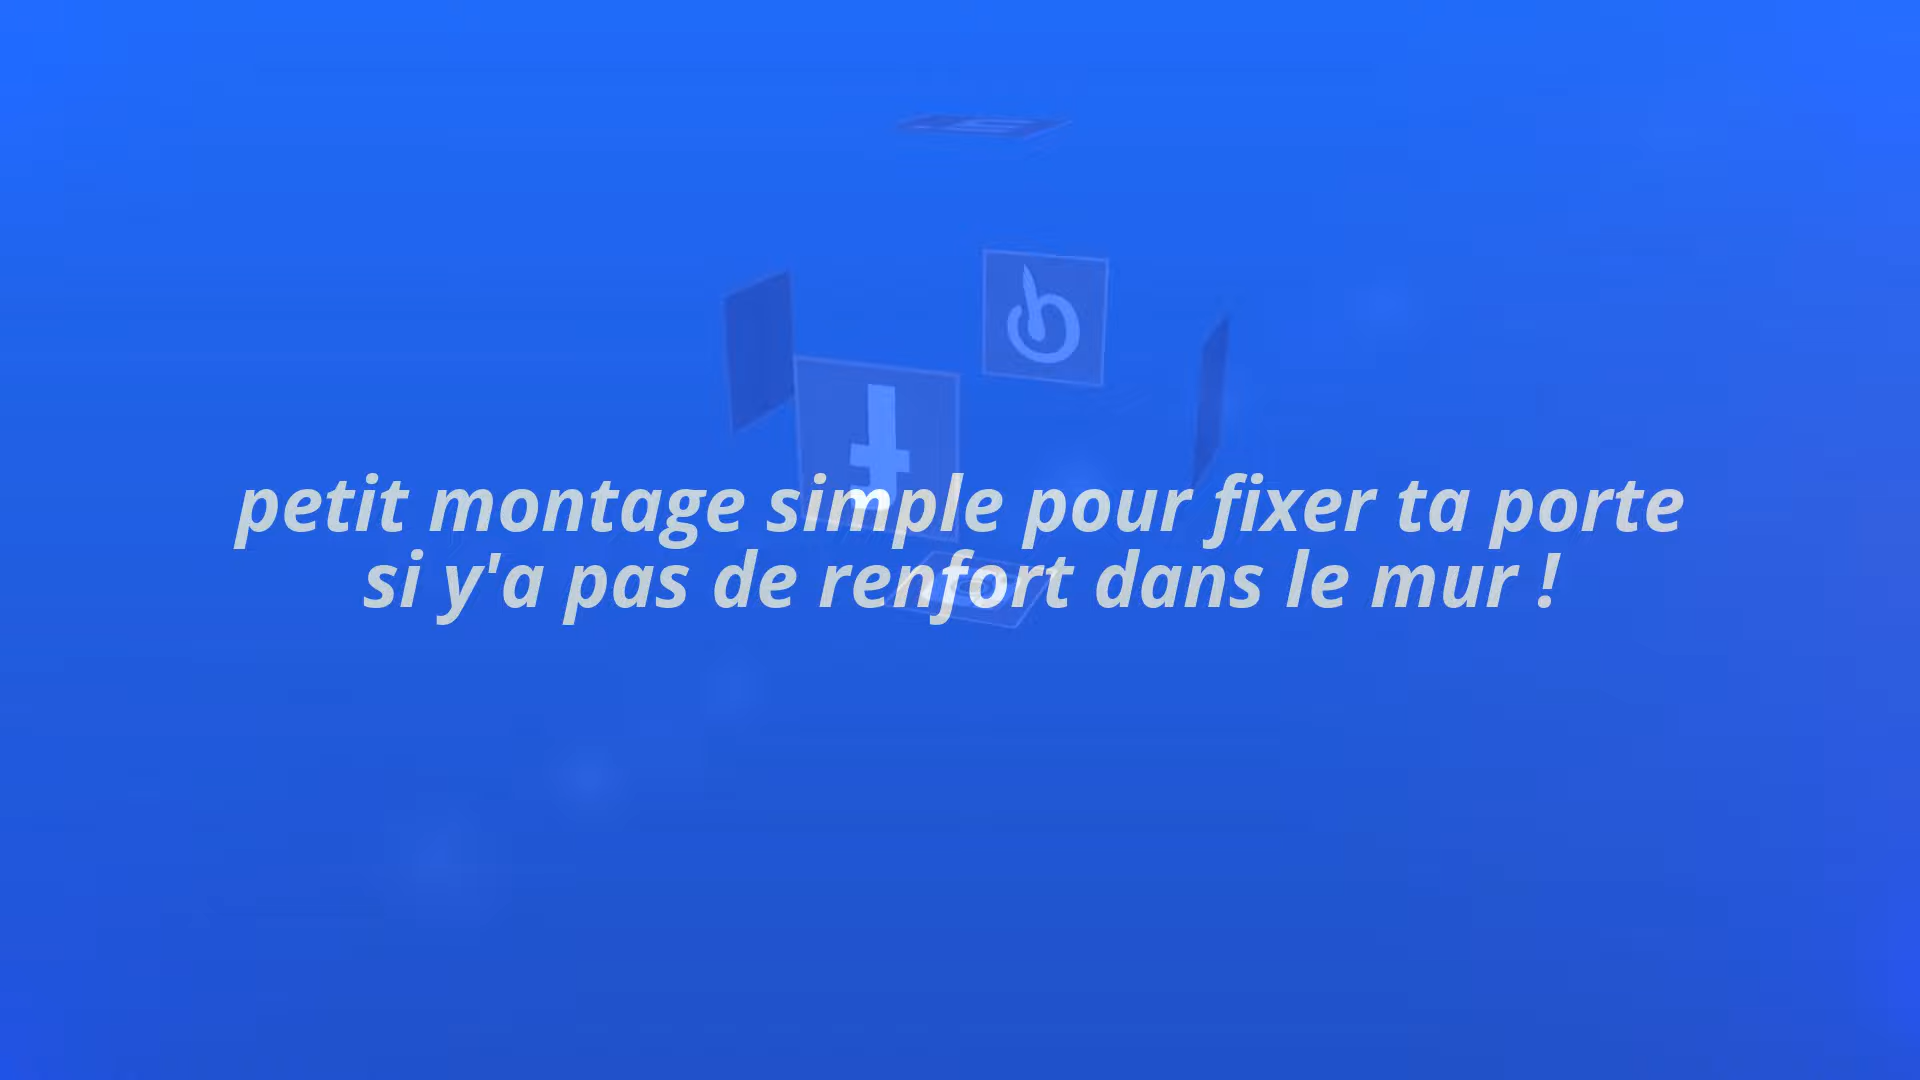 petit montage simple pour fixer ta porte
si y'a pas de renfort dans le mur !